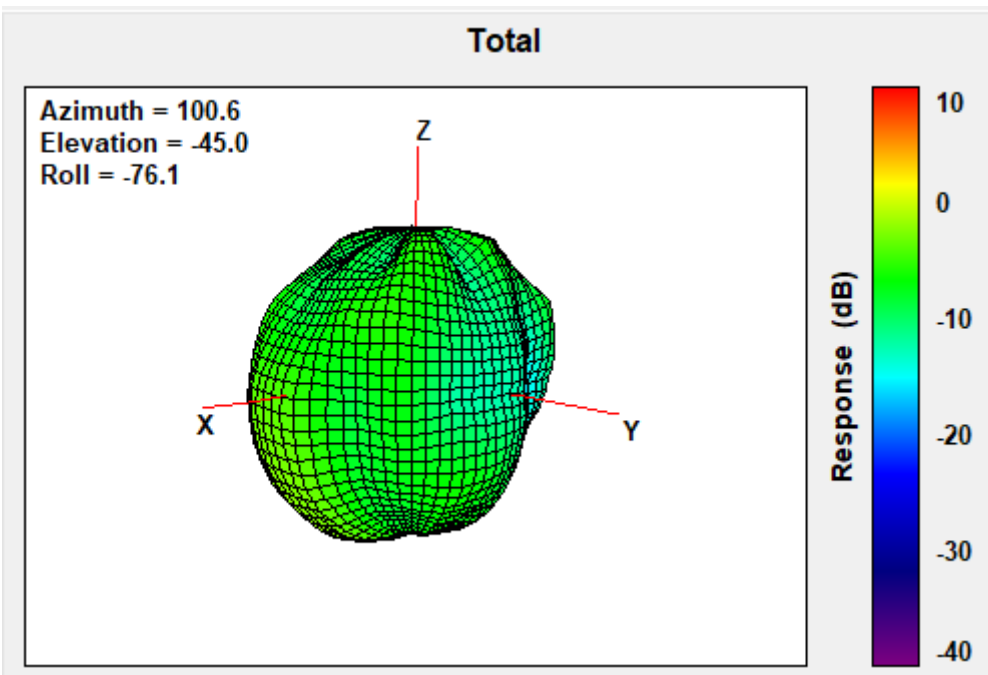 Total
Azimuth = 100.6
Elevation = -45.0
Roll = -76.1
Z
X
Y
10
0
-10
-20
-30
-40
Response (dB)